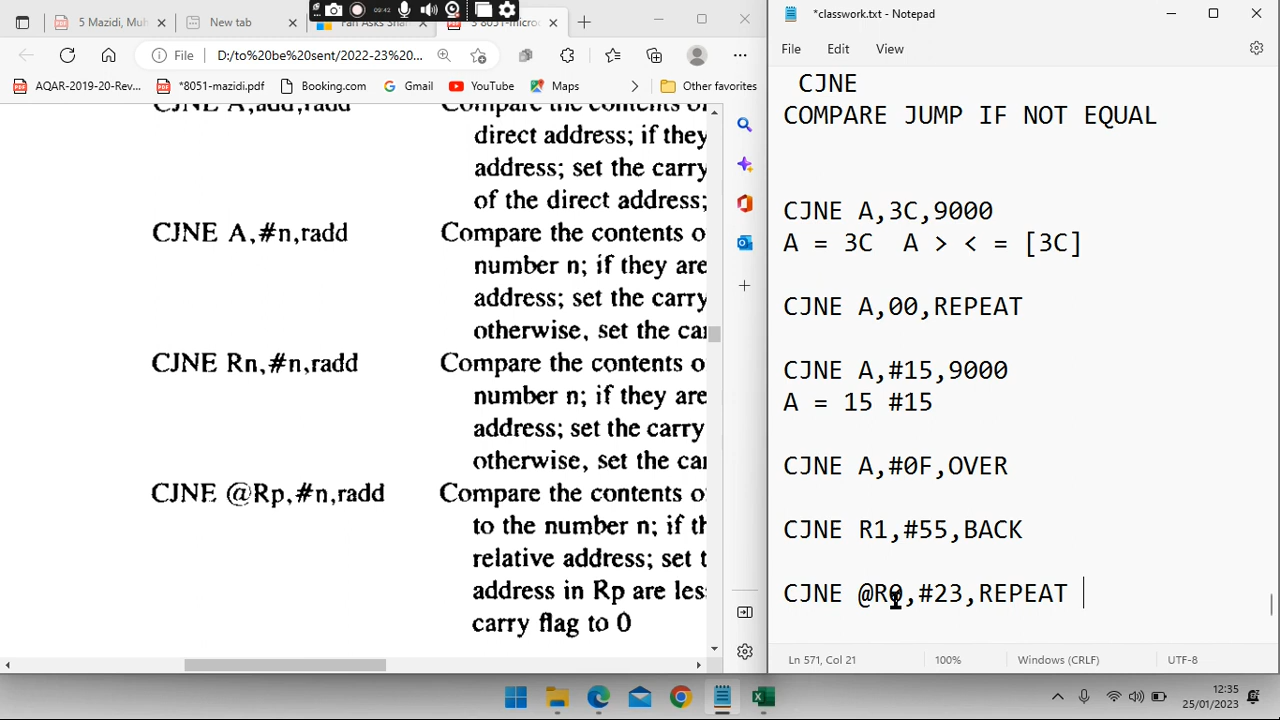 5 8051-micro
09:42
5Mazidi, Muh
New tab
Fan Asks Sha
*classwork.txt - Notepad
File
D:/to%20be%20sent/2022-23%20...
File
Edit
View
AQAR-2019-20-Rev...
*8051-mazidi.pdf
Booking.com
Gmail
YouTube
Maps
Other favorites
CJNE A,add,radd
Compare the contents of
direct address; if they
address; set the carry
of the direct address;
CJNE A,#n,radd
Compare the contents o
number n; if they are
address; set the carry
otherwise, set the car
CJNE Rn,#n,radd
Compare the contents o
number n; if they are
address; set the carry
otherwise, set the car
CJNE @Rp,#n,radd
Compare the contents o
to the number n; if th
relative address; set t
address in Rp are les
carry flag to 0
CJNE
COMPARE JUMP IF NOT EQUAL
CJNE A,3C,9000
A = 3C A > < = [3C]
CJNE A,00,REPEAT
CJNE A,#15,9000
A = 15 #15
CJNE A,#0F,OVER
CJNE R1,#55,BACK
CJNE @R0,#23,REPEAT
Ln 571, Col 21
100%
Windows (CRLF)
UTF-8
12:35
25/01/2023